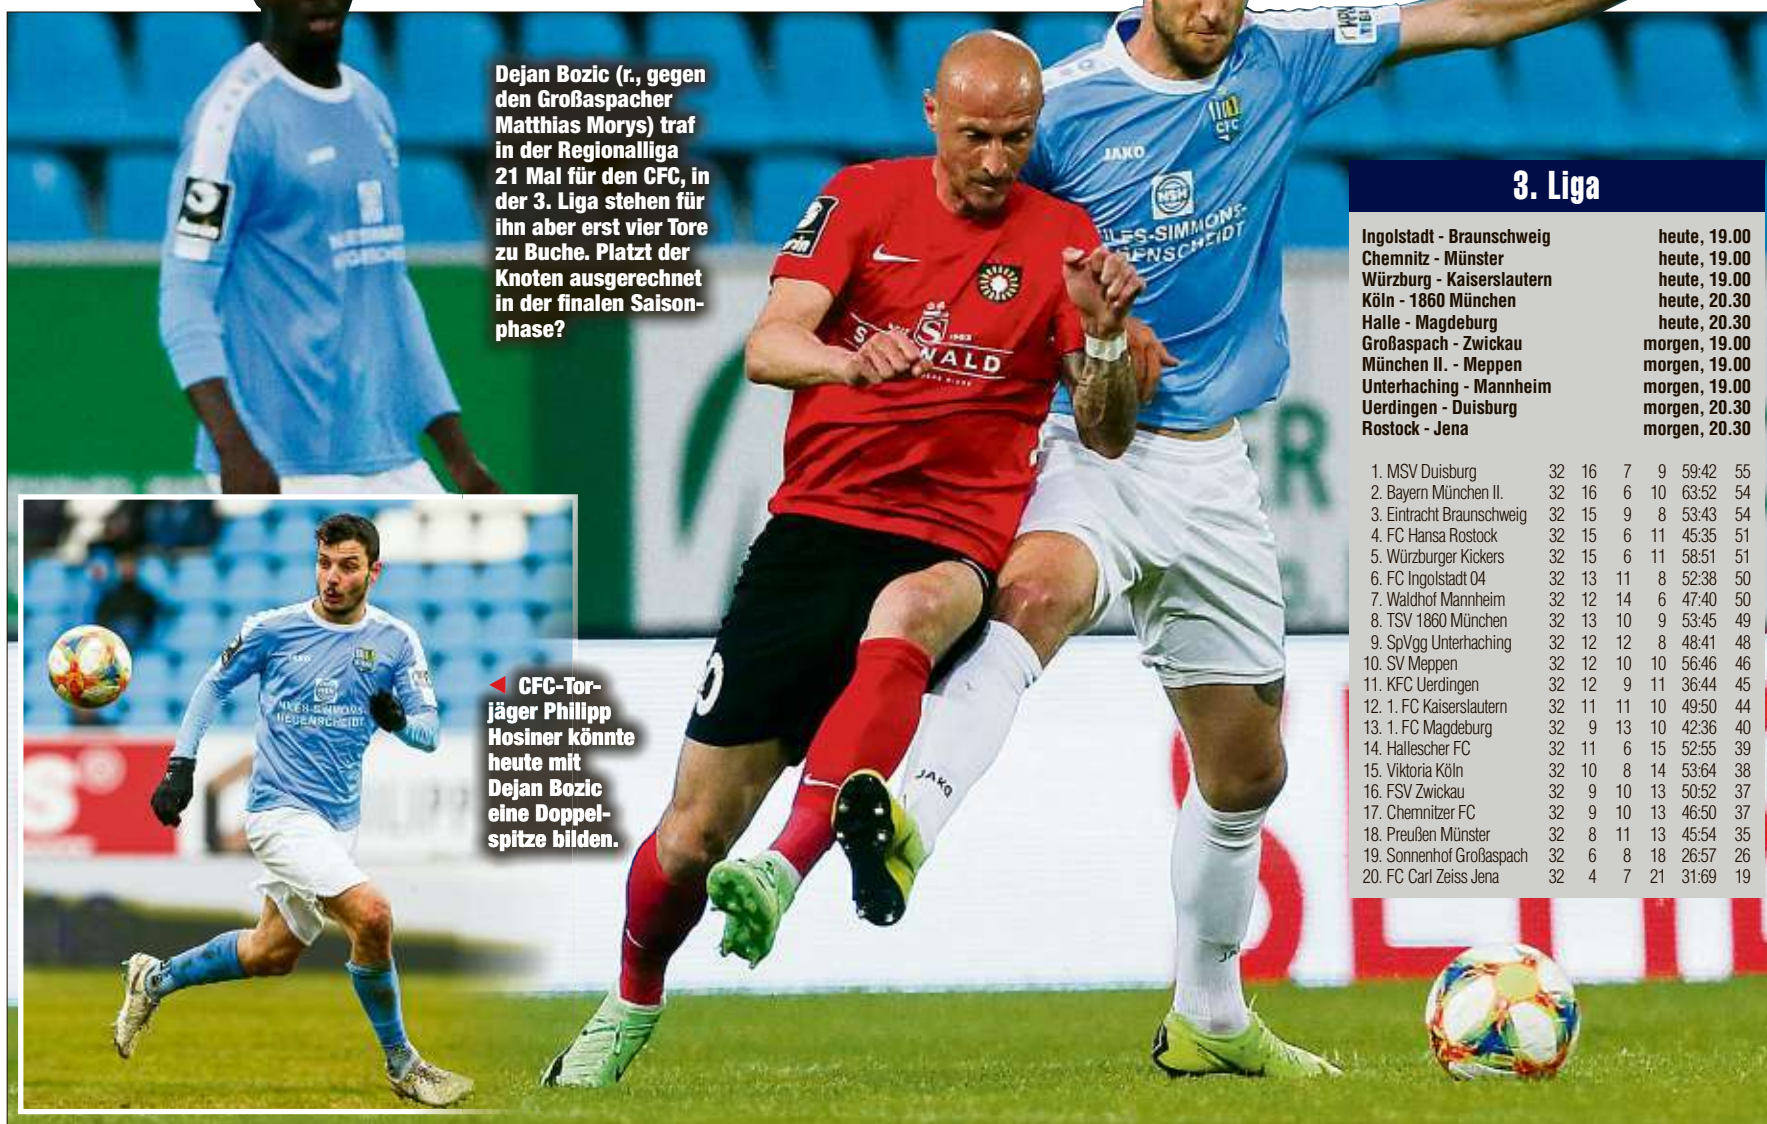 Dejan Bozic (r., gegen
den Großaspacher
Matthias Morys) traf
in der Regionalliga
21 Mal für den CFC, in
der 3. Liga stehen für
ihn aber erst vier Tore
zu Buche. Platzt der
Knoten ausgerechnet
in der finalen Saison-
phase?
CFC
JAKO
NSH
1983
WALD
JAKO
◄ CFC-Tor-
jäger Philipp
Hosiner könnte
heute mit
Dejan Bozic
eine Doppel-
spitze bilden.
3. Liga
Ingolstadt - Braunschweig heute, 19.00
Chemnitz - Münster heute, 19.00
Würzburg - Kaiserslautern heute, 19.00
Köln - 1860 München heute, 20.30
Halle - Magdeburg heute, 20.30
Großaspach - Zwickau morgen, 19.00
München II. - Meppen morgen, 19.00
Unterhaching - Mannheim morgen, 19.00
Uerdingen - Duisburg morgen, 20.30
Rostock - Jena morgen, 20.30
1. MSV Duisburg 32 16 7 9 59:42 55
2. Bayern München II. 32 16 6 10 63:52 54
3. Eintracht Braunschweig 32 15 9 8 53:43 54
4. FC Hansa Rostock 32 15 6 11 45:35 51
5. Würzburger Kickers 32 15 6 11 58:51 51
6. FC Ingolstadt 04 32 13 11 8 52:38 50
7. Waldhof Mannheim 32 12 14 6 47:40 50
8. TSV 1860 München 32 13 10 9 53:45 49
9. SpVgg Unterhaching 32 12 12 8 48:41 48
10. SV Meppen 32 12 10 10 56:46 46
11. KFC Uerdingen 32 12 9 11 36:44 45
12. 1. FC Kaiserslautern 32 11 11 10 49:50 44
13. 1. FC Magdeburg 32 9 13 10 42:36 40
14. Hallescher FC 32 11 6 15 52:55 39
15. Viktoria Köln 32 10 8 14 53:64 38
16. FSV Zwickau 32 9 10 13 50:52 37
17. Chemnitzer FC 32 9 10 13 46:50 37
18. Preußen Münster 32 8 11 13 45:54 35
19. Sonnenhof Großaspach 32 6 8 18 26:57 26
20. FC Carl Zeiss Jena 32 4 7 21 31:69 19